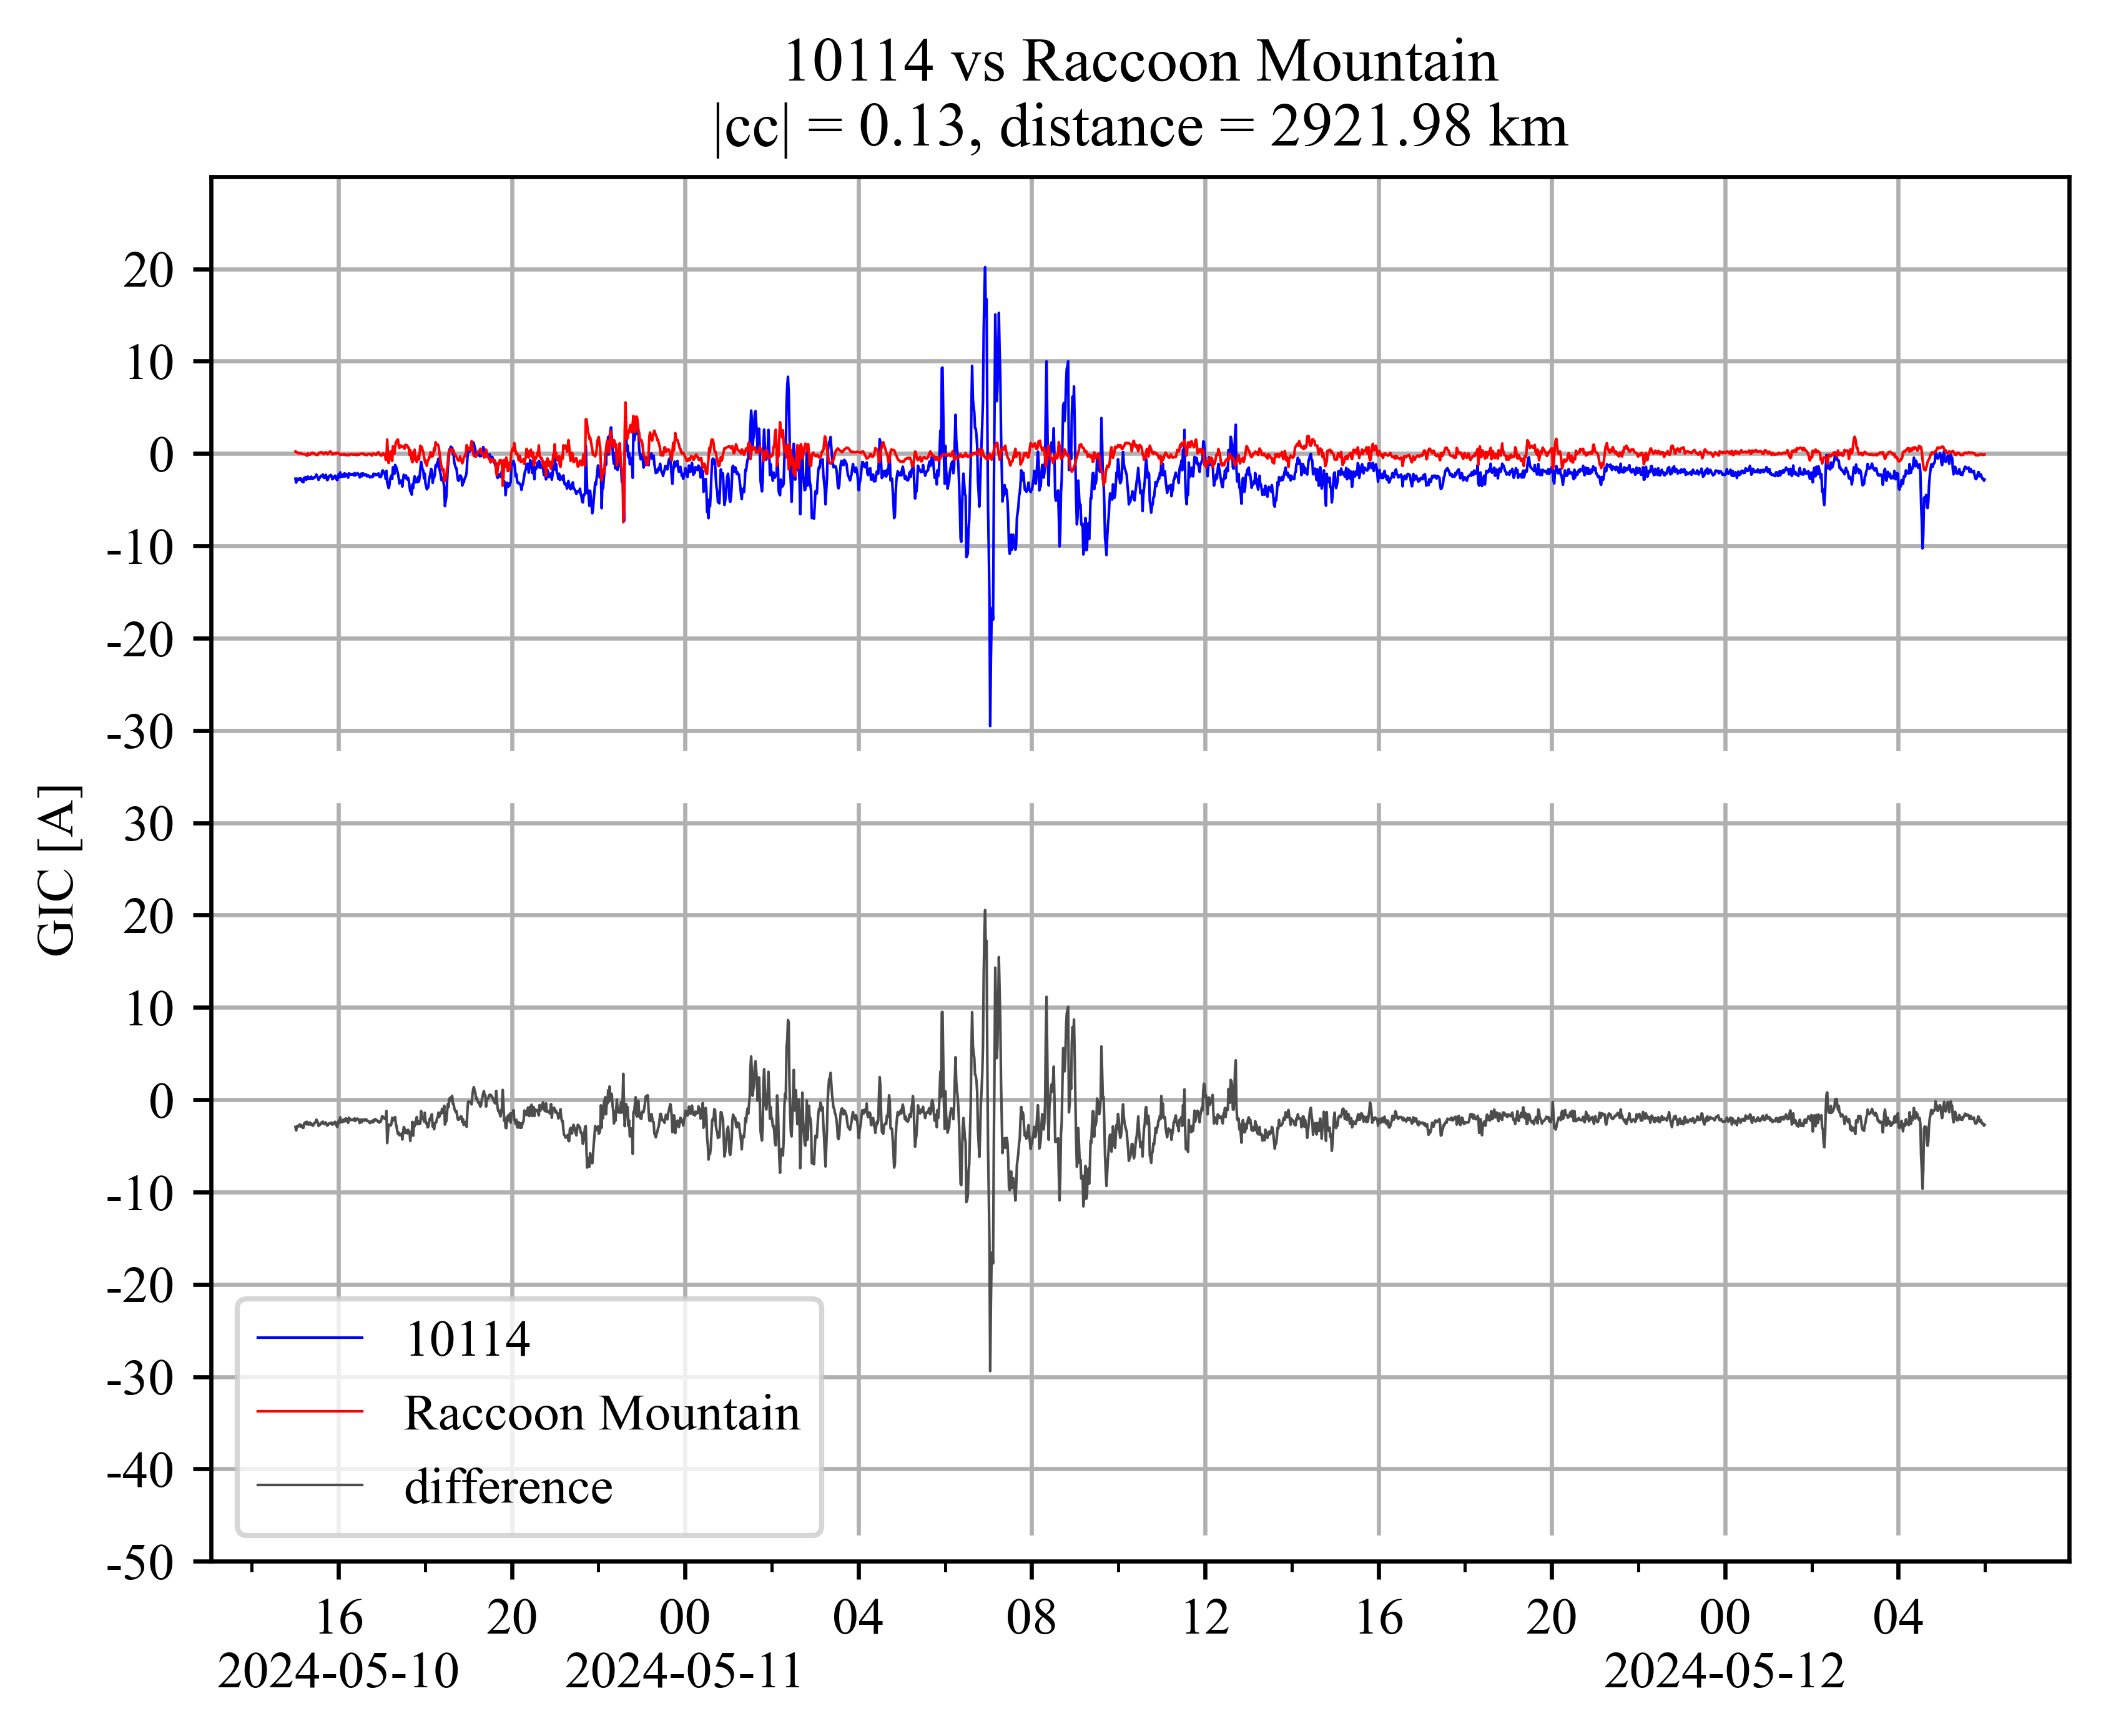 10114 vs Raccoon Mountain
|cc| = 0.13, distance = 2921.98 km
20
10
0
-10
-20
-30
30
20
10
0
-10
-20
-30
-40
-50
GIC [A]
10114
Raccoon Mountain
difference
16 20 00 04 08 12 16 20 00 04
2024-05-10 2024-05-11 2024-05-12